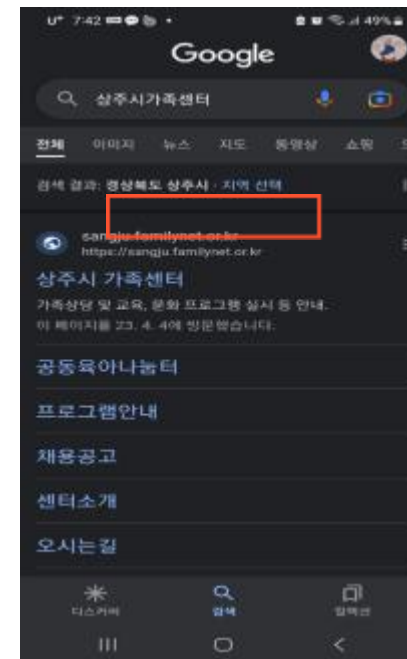 U+ 7:42 49%
Google
상주시가족센터
전체 이미지 뉴스 지도 동영상 쇼핑
검색 결과: 경상북도 상주시 · 지역 선택
sangju.familynet.or.kr
https://sangju.familynet.or.kr
상주시 가족센터
가족상담 및 교육, 문화 프로그램 실시 등 안내.
이 페이지를 23. 4. 4에 방문했습니다.
공동육아나눔터
프로그램안내
채용공고
센터소개
오시는길
디스커버 검색 컬렉션